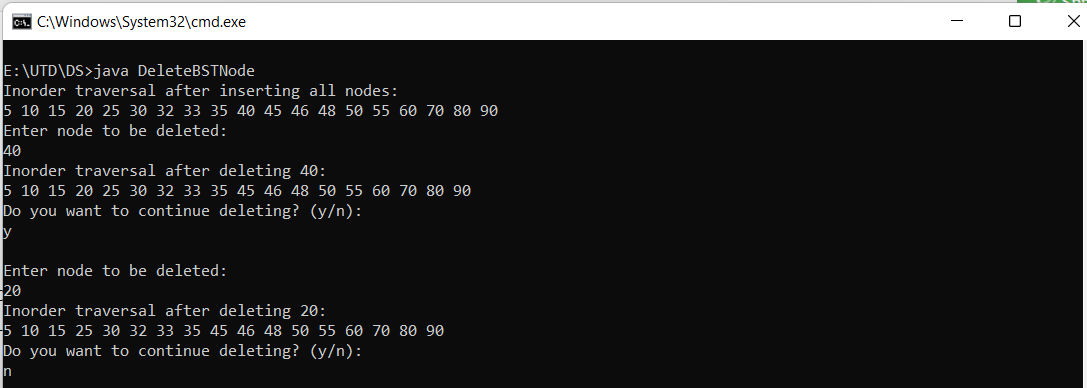 C:\Windows\System32\cmd.exe
E:\UTD\DS>java DeleteBSTNode
Inorder traversal after inserting all nodes:
5 10 15 20 25 30 32 33 35 40 45 46 48 50 55 60 70 80 90
Enter node to be deleted:
40
Inorder traversal after deleting 40:
5 10 15 20 25 30 32 33 35 45 46 48 50 55 60 70 80 90
Do you want to continue deleting? (y/n):
y
Enter node to be deleted:
20
Inorder traversal after deleting 20:
5 10 15 25 30 32 33 35 45 46 48 50 55 60 70 80 90
Do you want to continue deleting? (y/n):
n